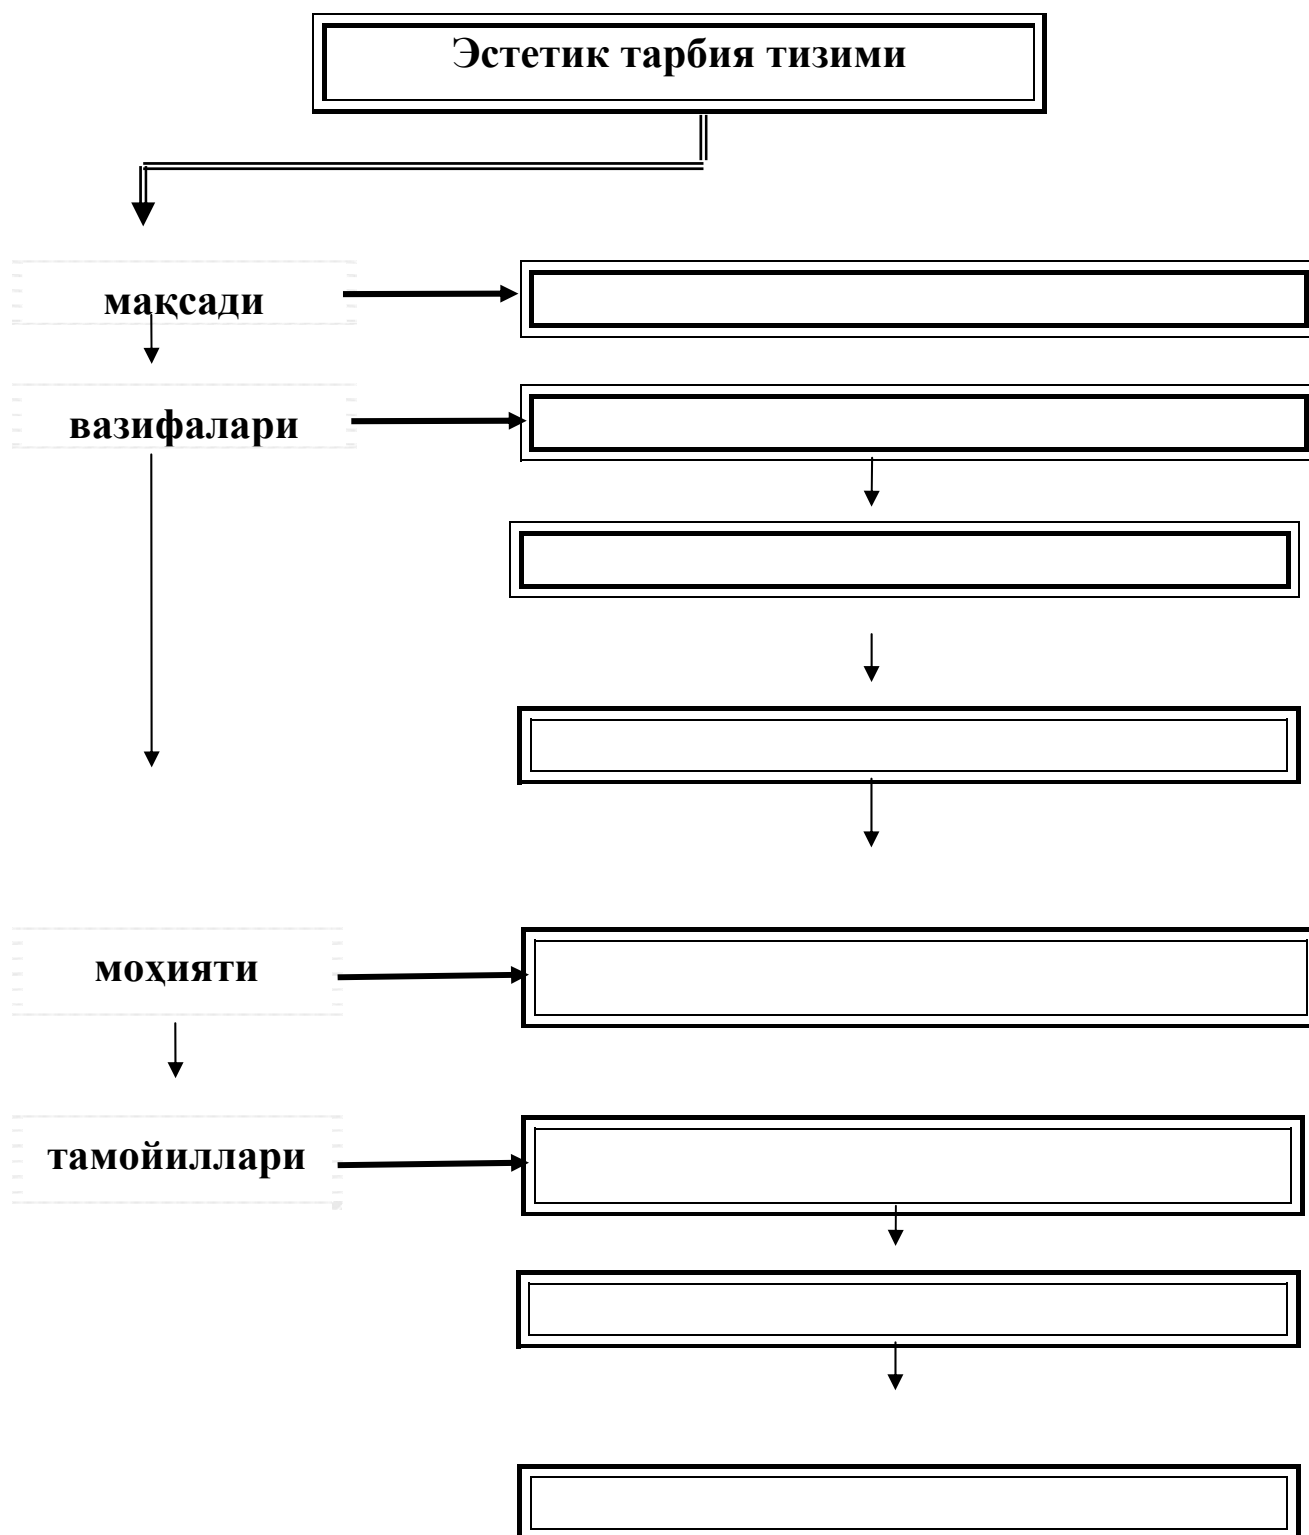 Эстетик тарбия тизими
мақсади
вазифалари
моҳияти
тамойиллари